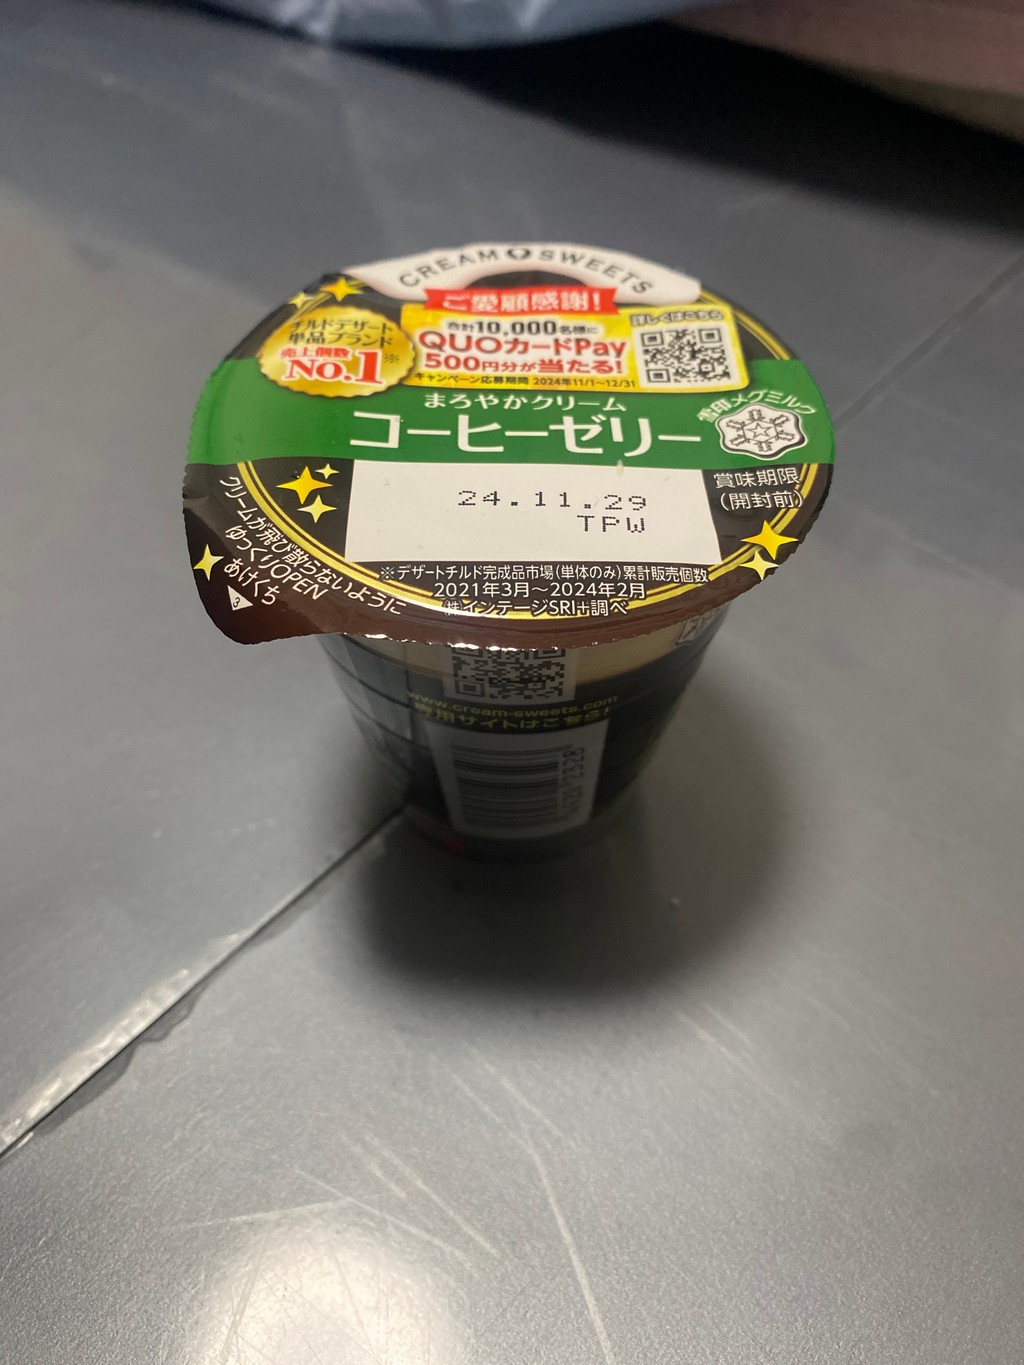 CREAM SWEETS
ご愛顧感謝!
チルドデザート
単品ブランド
売上個数※
NO.1
合計10,000名様に
QUOカードPay
500円分が当たる!
キャンペーン応募期間 2024年11/1~12/31
詳しくはこちら
まろやかクリーム
コーヒーゼリー
雪印メグミルク
24.11.29
TPW
賞味期限
(開封前)
クリームが飛び散らないように
ゆっくりOPEN
あけくち
※デザートチルド完成品市場(単体のみ)累計販売個数
2021年3月~2024年2月
㈱インテージSRI+調べ
www.cream-sweets.com
専用サイトはこちら!